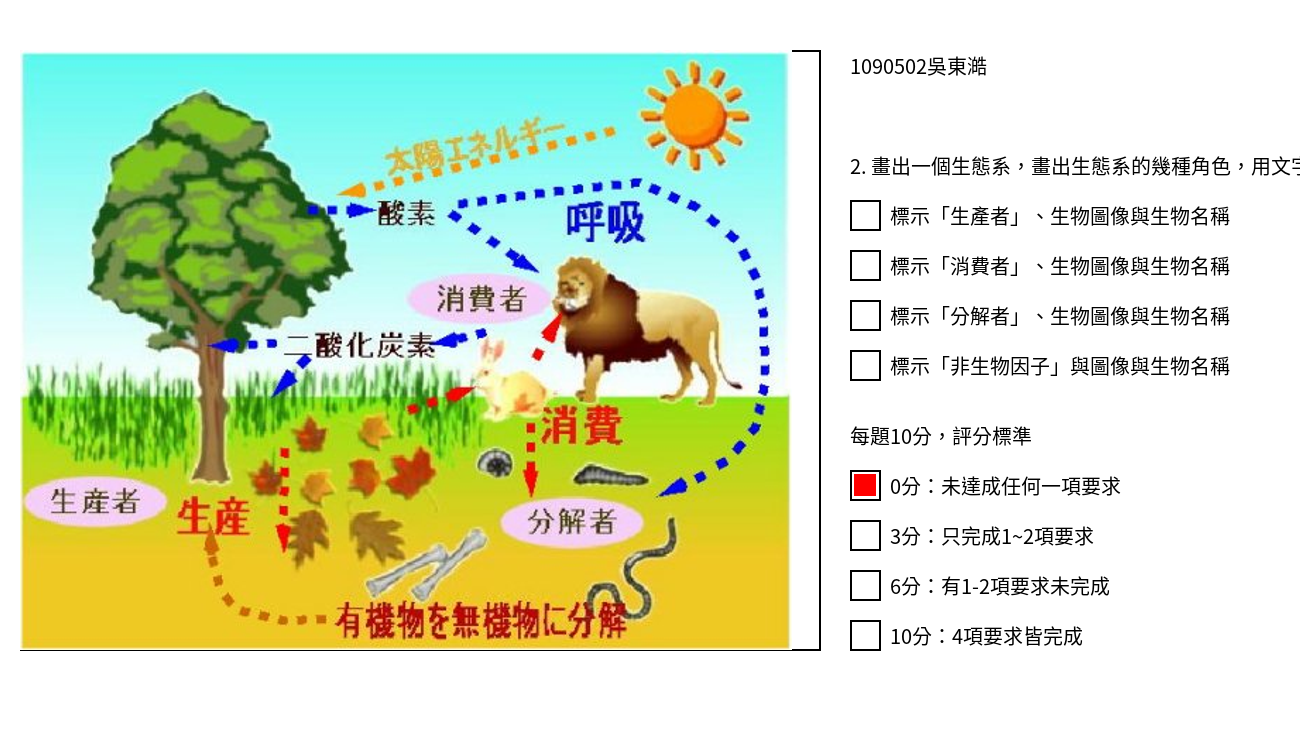 太陽エネルギー
酸素
呼吸
消費者
二酸化炭素
消費
生産者
生産
分解者
有機物を無機物に分解
1090502吳東澔
2. 畫出一個生態系，畫出生態系的幾種角色，用文字
標示「生產者」、生物圖像與生物名稱
標示「消費者」、生物圖像與生物名稱
標示「分解者」、生物圖像與生物名稱
標示「非生物因子」與圖像與生物名稱
每題10分，評分標準
0分：未達成任何一項要求
3分：只完成1~2項要求
6分：有1-2項要求未完成
10分：4項要求皆完成